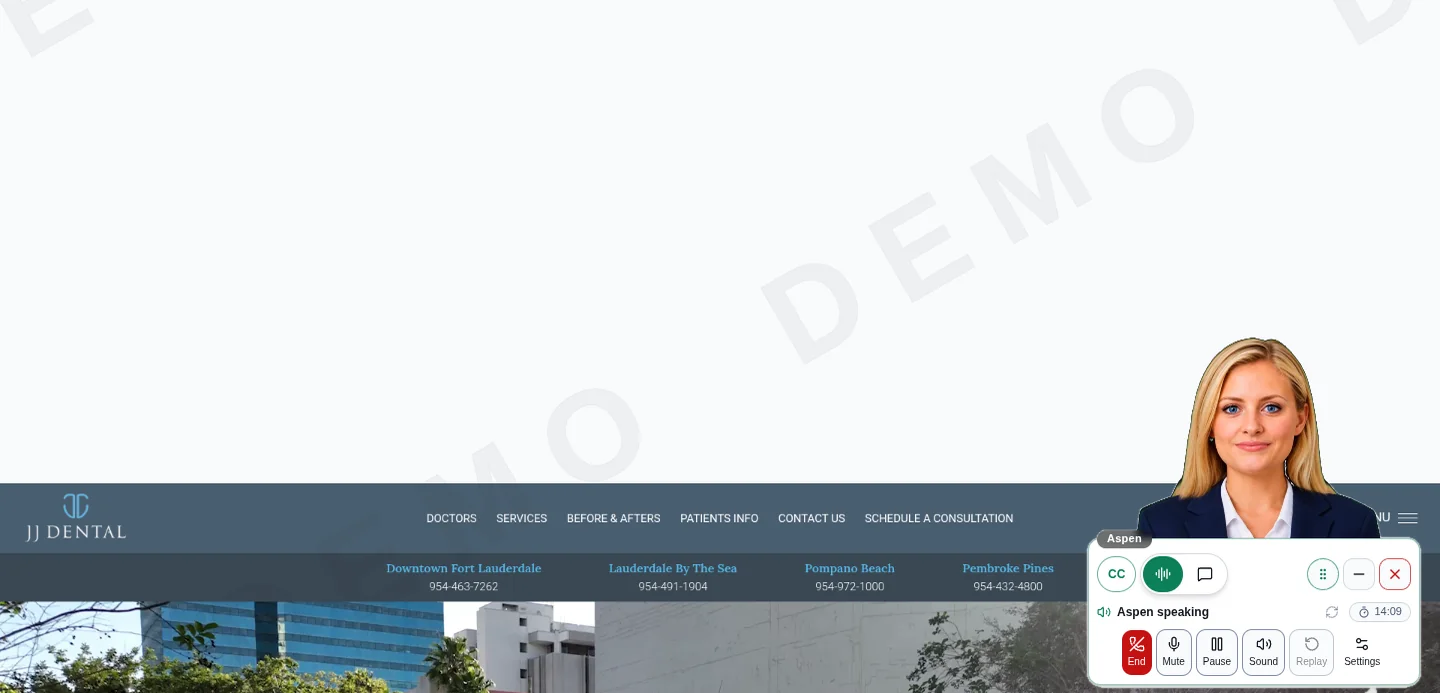 DEMO
JJ DENTAL
DOCTORS SERVICES BEFORE & AFTERS PATIENTS INFO CONTACT US SCHEDULE A CONSULTATION
Downtown Fort Lauderdale Lauderdale By The Sea Pompano Beach Pembroke Pines
954-463-7262 954-491-1904 954-972-1000 954-432-4800
Aspen
CC
Aspen speaking
14:09
End Mute Pause Sound Replay Settings